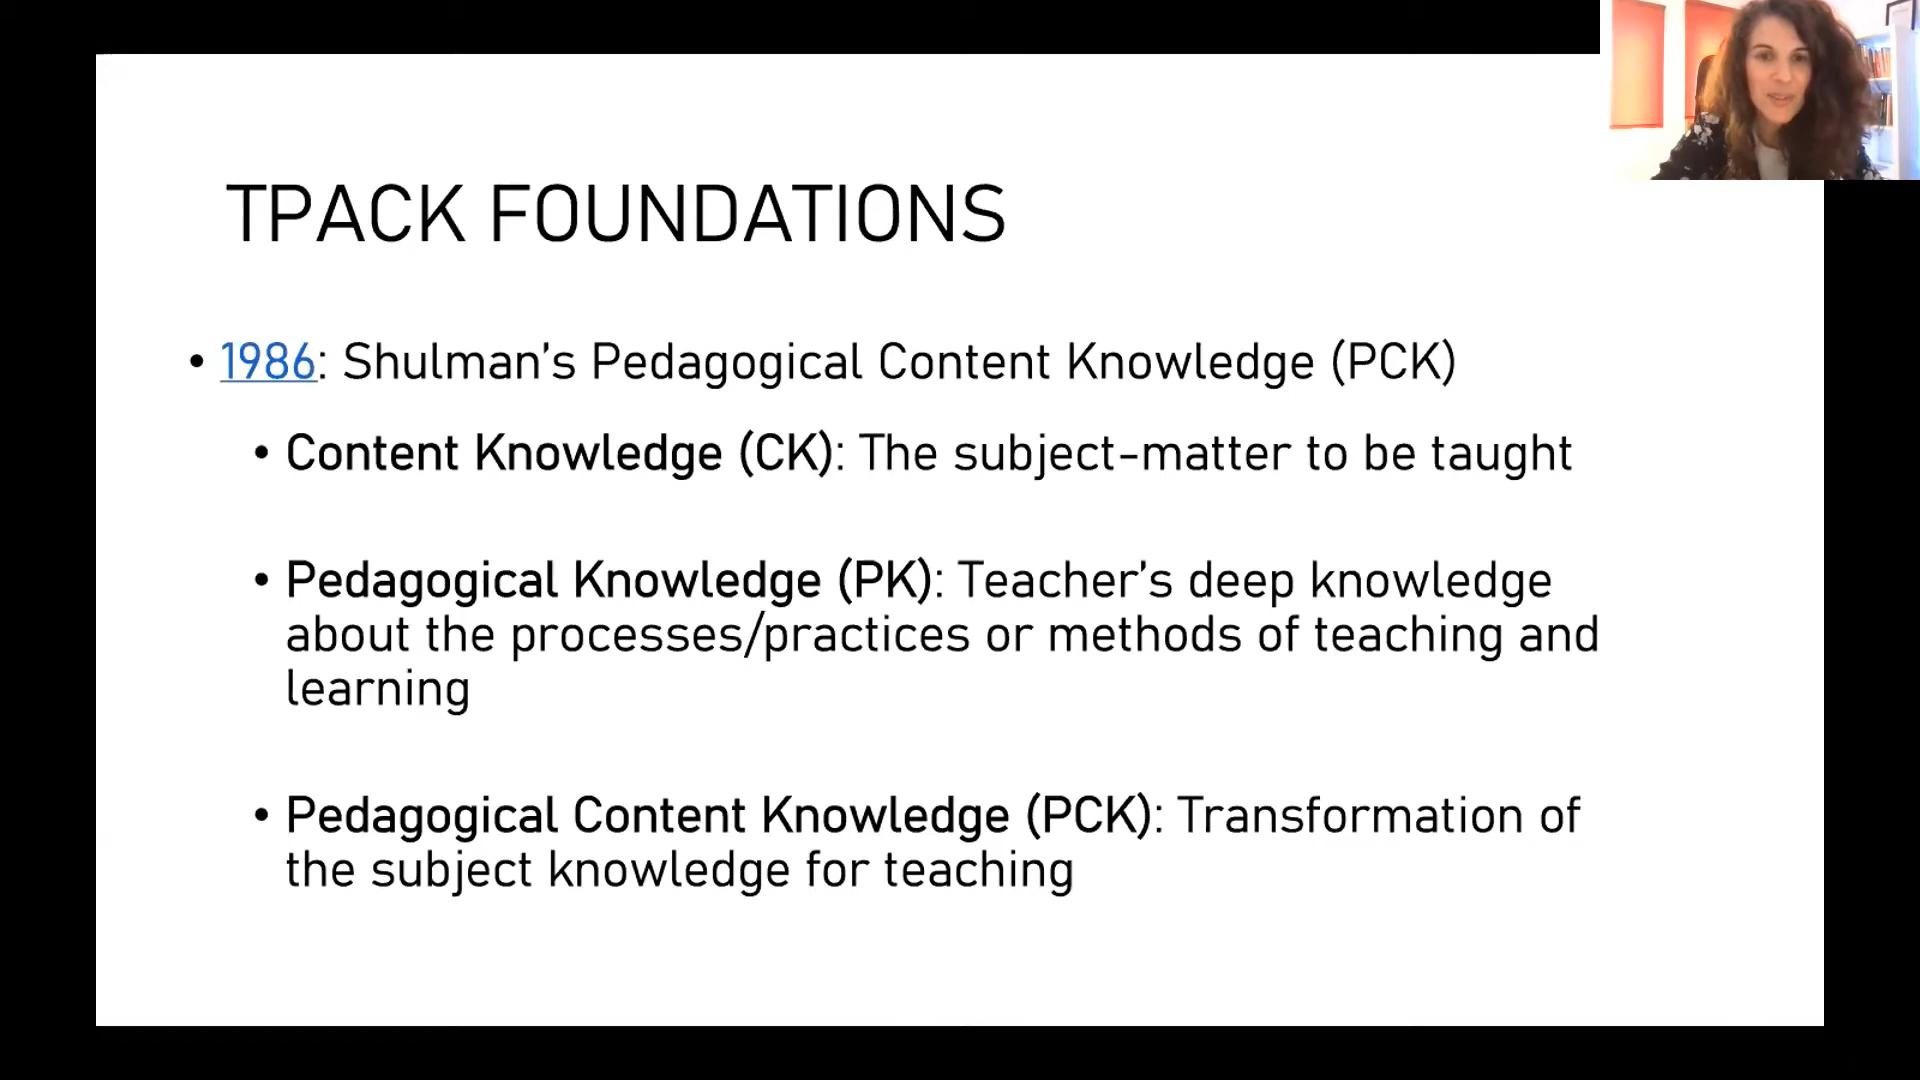 TPACK FOUNDATIONS
• 1986: Shulman's Pedagogical Content Knowledge (PCK)
• Content Knowledge (CK): The subject-matter to be taught
• Pedagogical Knowledge (PK): Teacher's deep knowledge
about the processes/practices or methods of teaching and
learning
• Pedagogical Content Knowledge (PCK): Transformation of
the subject knowledge for teaching